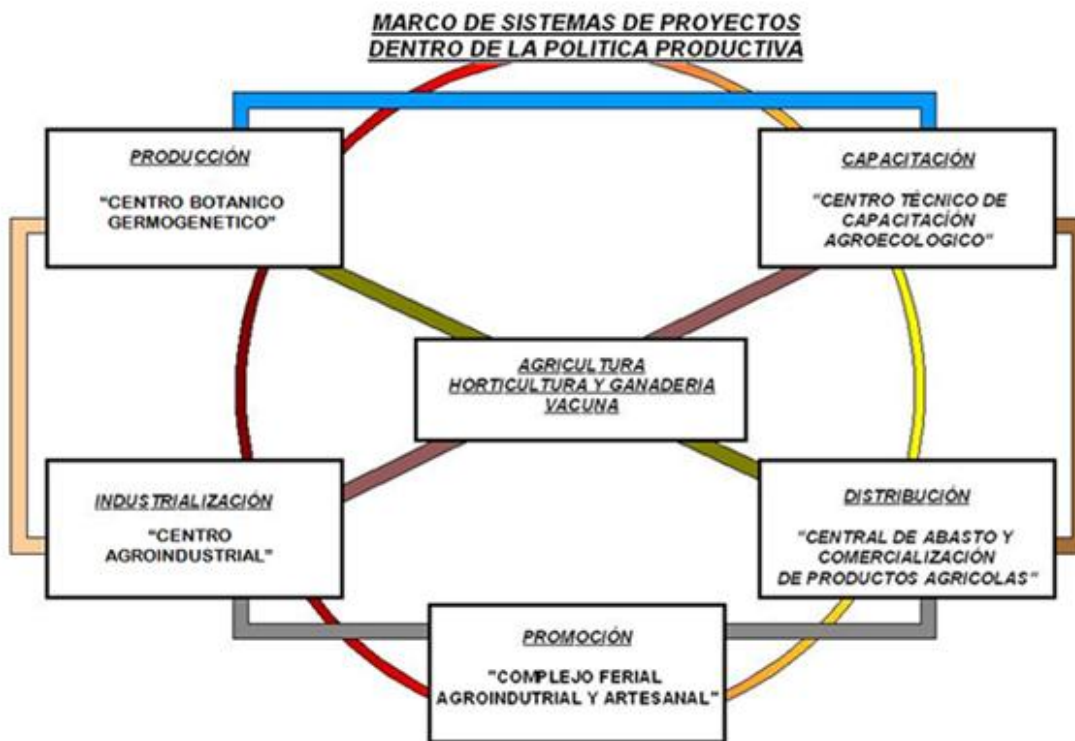 MARCO DE SISTEMAS DE PROYECTOS
DENTRO DE LA POLITICA PRODUCTIVA
PRODUCCIÓN
"CENTRO BOTANICO
GERMOGENETICO"
CAPACITACIÓN
"CENTRO TÉCNICO DE
CAPACITACÍON
AGROECOLOGICO"
AGRICULTURA
HORTICULTURA Y GANADERIA
VACUNA
INDUSTRIALIZACIÓN
"CENTRO
AGROINDUSTRIAL"
DISTRIBUCIÓN
"CENTRAL DE ABASTO Y
COMERCIALIZACIÓN
DE PRODUCTOS AGRICOLAS"
PROMOCIÓN
"COMPLEJO FERIAL
AGROINDUTRIAL Y ARTESANAL"